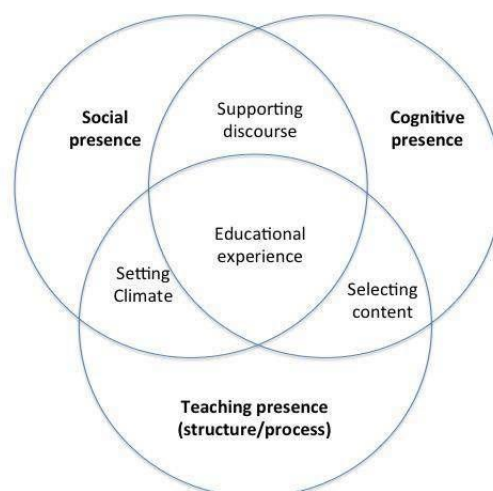 Social
presence
Supporting
discourse
Cognitive
presence
Educational
experience
Setting
Climate
Selecting
content
Teaching presence
(structure/process)